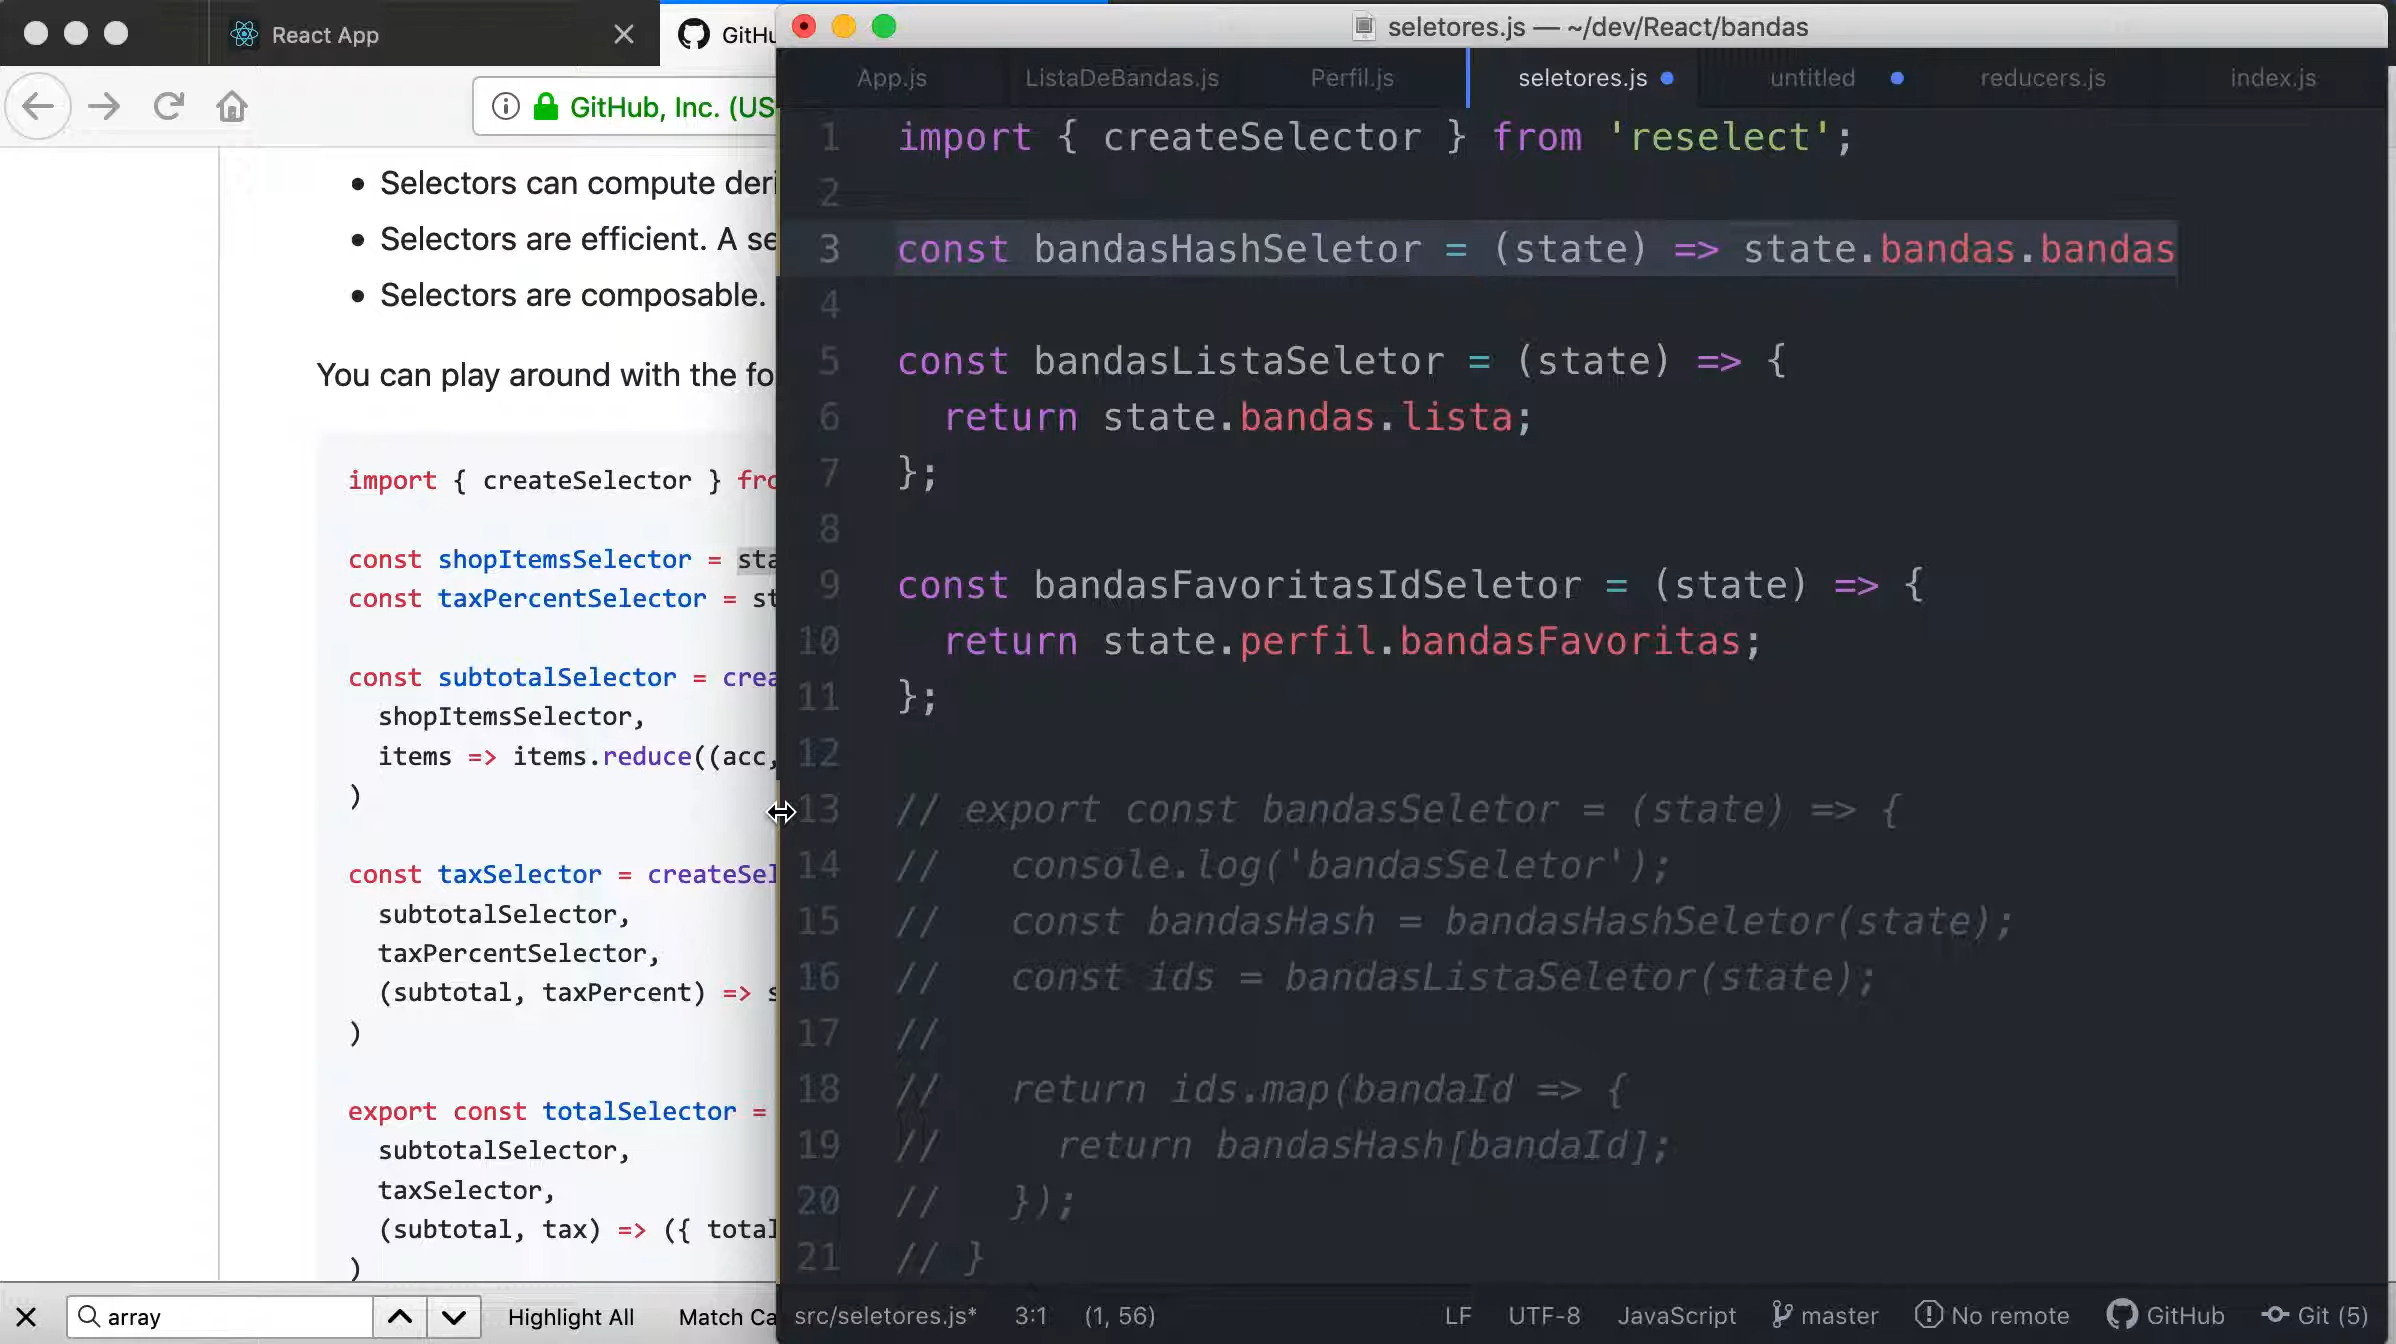 React App
GitHu
GitHub, Inc. (US
Selectors can compute deri
Selectors are efficient. A se
Selectors are composable.
You can play around with the fo
import { createSelector } fro
const shopItemsSelector = sta
const taxPercentSelector = st
const subtotalSelector = crea
shopItemsSelector,
items => items.reduce((acc,
)
const taxSelector = createSel
subtotalSelector,
taxPercentSelector,
(subtotal, taxPercent) => s
)
export const totalSelector =
subtotalSelector,
taxSelector,
(subtotal, tax) => ({ total
)
array
Highlight All
Match Ca
seletores.js — ~/dev/React/bandas
App.js
ListaDeBandas.js
Perfil.js
seletores.js
untitled
reducers.js
index.js
1 import { createSelector } from 'reselect';
2
3 const bandasHashSeletor = (state) => state.bandas.bandas
4
5 const bandasListaSeletor = (state) => {
6 return state.bandas.lista;
7 };
8
9 const bandasFavoritasIdSeletor = (state) => {
10 return state.perfil.bandasFavoritas;
11 };
12
13 // export const bandasSeletor = (state) => {
14 // console.log('bandasSeletor');
15 // const bandasHash = bandasHashSeletor(state);
16 // const ids = bandasListaSeletor(state);
17 //
18 // return ids.map(bandaId => {
19 // return bandasHash[bandaId];
20 // });
21 // }
src/seletores.js* 3:1 (1, 56)
LF UTF-8 JavaScript master No remote GitHub Git (5)